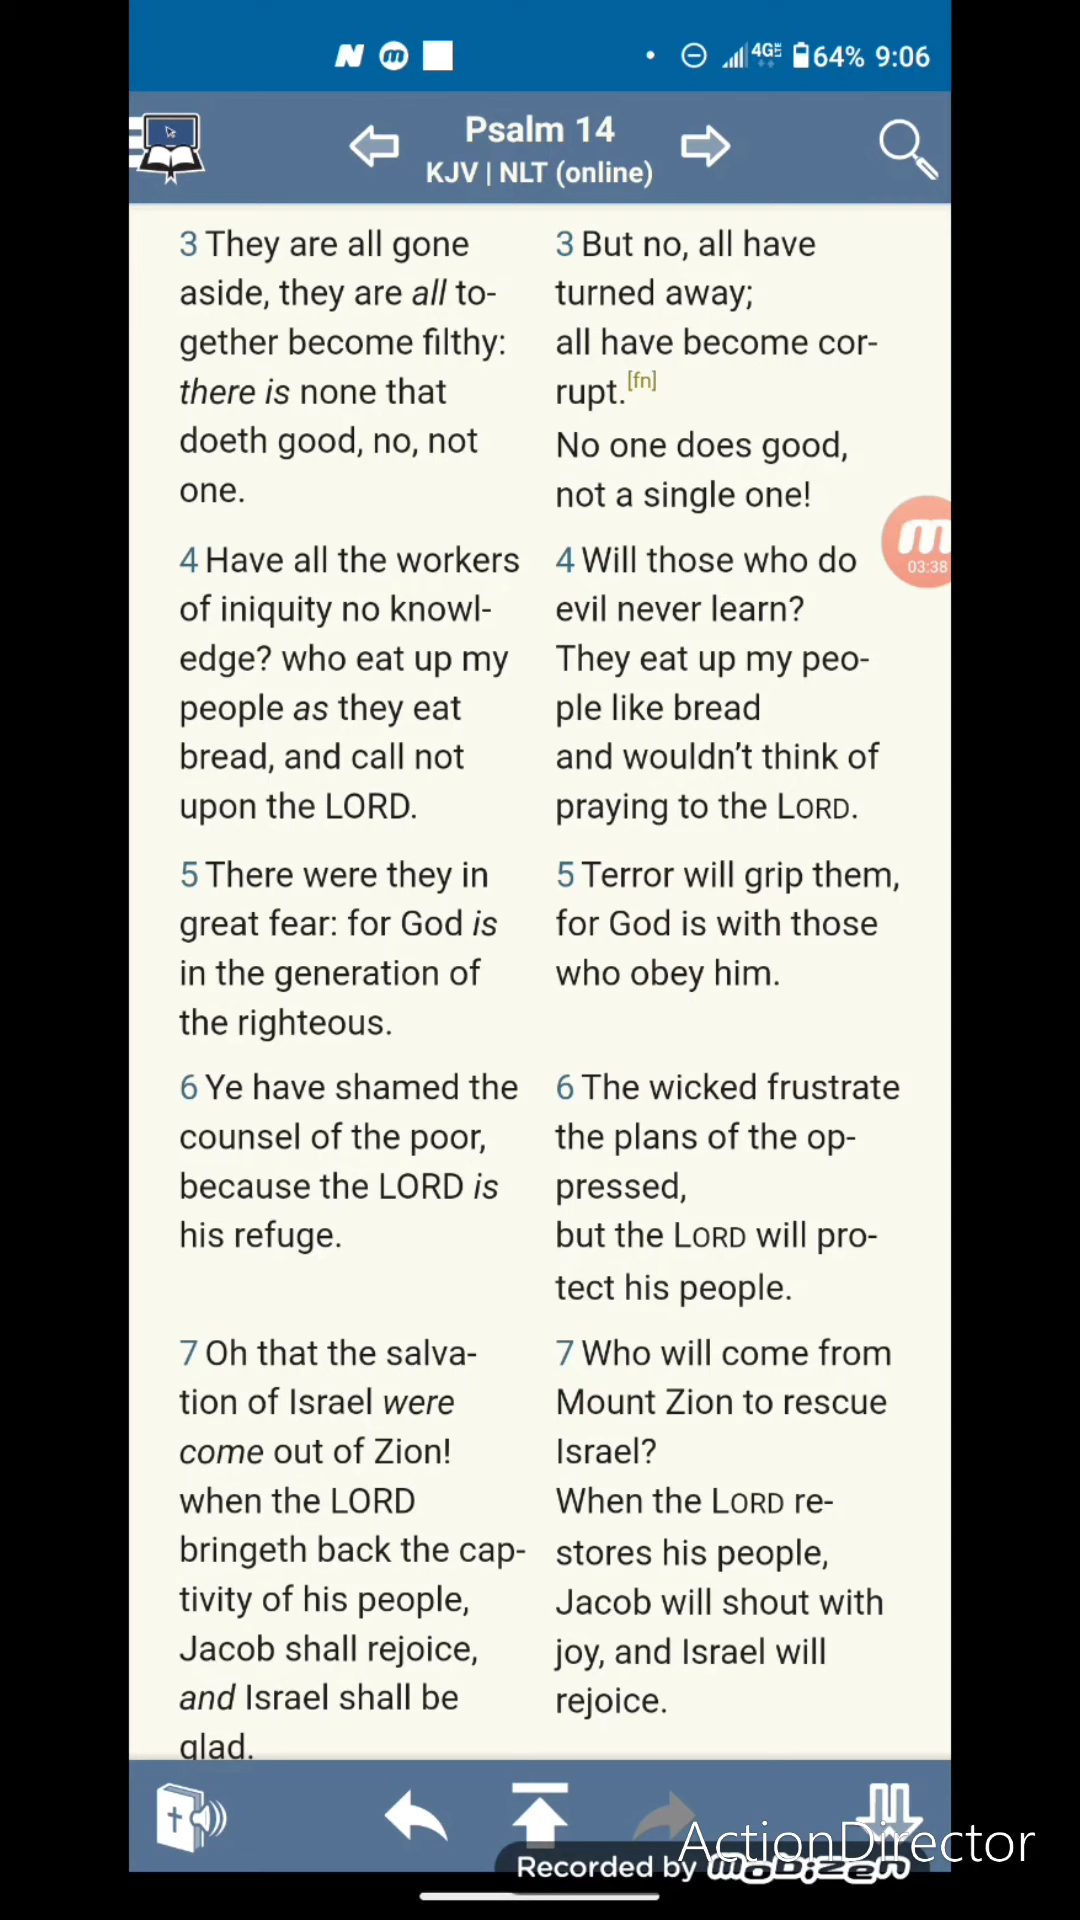 64% 9:06
Psalm 14
KJV | NLT (online)
3 They are all gone
aside, they are all to-
gether become filthy:
there is none that
doeth good, no, not
one.
4 Have all the workers
of iniquity no knowl-
edge? who eat up my
people as they eat
bread, and call not
upon the LORD.
5 There were they in
great fear: for God is
in the generation of
the righteous.
6 Ye have shamed the
counsel of the poor,
because the LORD is
his refuge.
7 Oh that the salva-
tion of Israel were
come out of Zion!
when the LORD
bringeth back the cap-
tivity of his people,
Jacob shall rejoice,
and Israel shall be
glad.
3 But no, all have
turned away;
all have become cor-
rupt.[fn]
No one does good,
not a single one!
4 Will those who do
evil never learn?
They eat up my peo-
ple like bread
and wouldn’t think of
praying to the LORD.
5 Terror will grip them,
for God is with those
who obey him.
6 The wicked frustrate
the plans of the op-
pressed,
but the LORD will pro-
tect his people.
7 Who will come from
Mount Zion to rescue
Israel?
When the LORD re-
stores his people,
Jacob will shout with
joy, and Israel will
rejoice.
03:38
ActionDirector
Recorded by mobizen